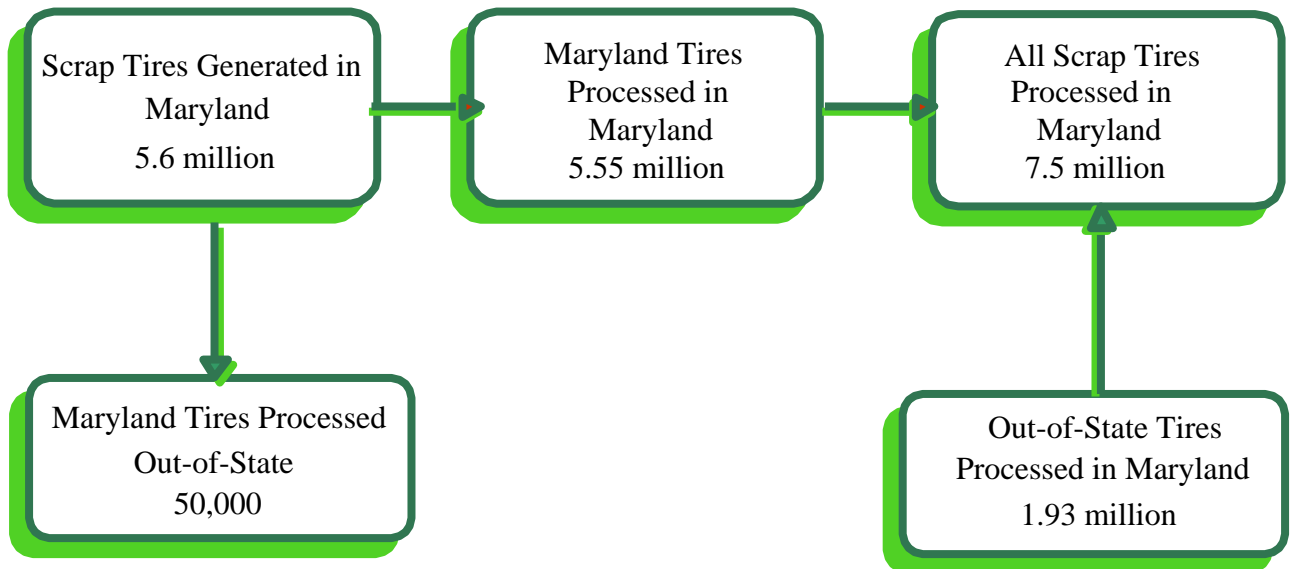 Scrap Tires Generated in
Maryland
5.6 million
Maryland Tires
Processed in
Maryland
5.55 million
All Scrap Tires
Processed in
Maryland
7.5 million
Maryland Tires Processed
Out-of-State
50,000
Out-of-State Tires
Processed in Maryland
1.93 million